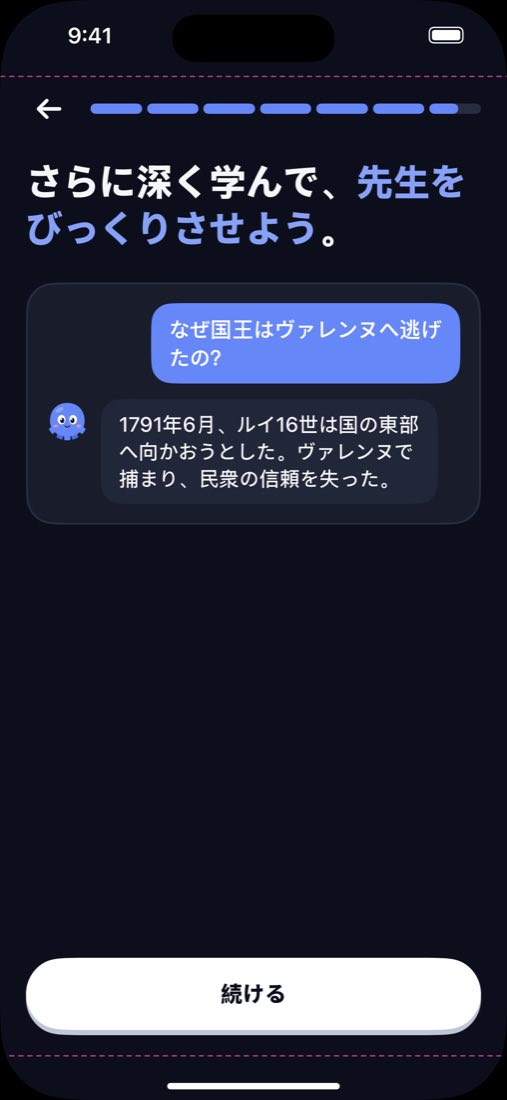 9:41
さらに深く学んで、先生を
びっくりさせよう。
なぜ国王はヴァレンヌへ逃げ
たの?
1791年6月、ルイ16世は国の東部
へ向かおうとした。ヴァレンヌで
捕まり、民衆の信頼を失った。
続ける